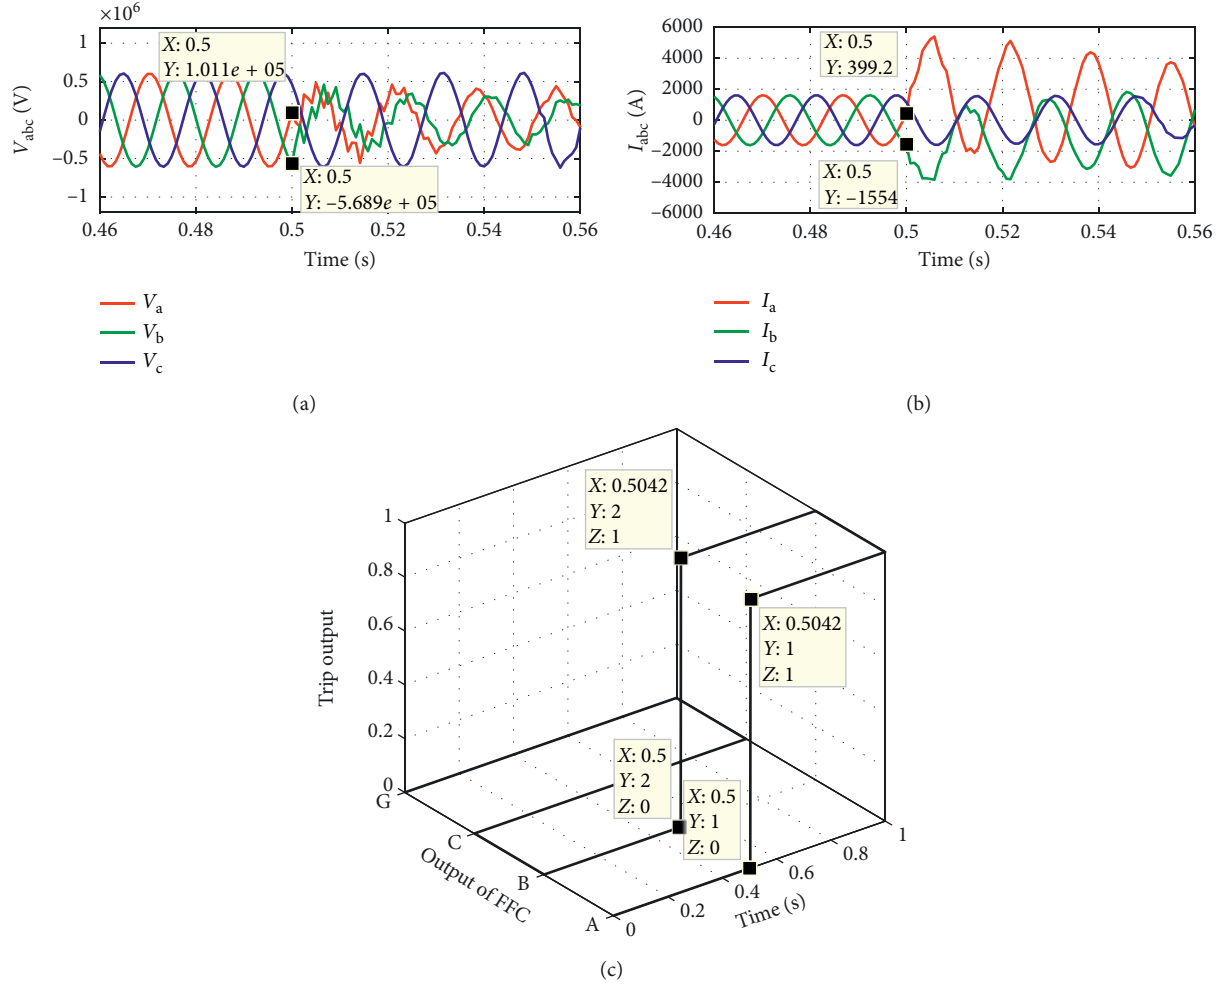 ×10⁶
1
0.5
0
−0.5
−1
V_abc (V)
X: 0.5
Y: 1.011e + 05
X: 0.5
Y: −5.689e + 05
0.46 0.48 0.5 0.52 0.54 0.56
Time (s)
V_a
V_b
V_c
(a)
6000
4000
2000
0
−2000
−4000
−6000
I_abc (A)
X: 0.5
Y: 399.2
X: 0.5
Y: −1554
0.46 0.48 0.5 0.52 0.54 0.56
Time (s)
I_a
I_b
I_c
(b)
1
0.8
0.6
0.4
0.2
0
Trip output
X: 0.5042
Y: 2
Z: 1
X: 0.5042
Y: 1
Z: 1
X: 0.5
Y: 2
Z: 0
X: 0.5
Y: 1
Z: 0
G
C
B
A
Output of FFC
0
0.2
0.4
0.6
0.8
1
Time (s)
(c)